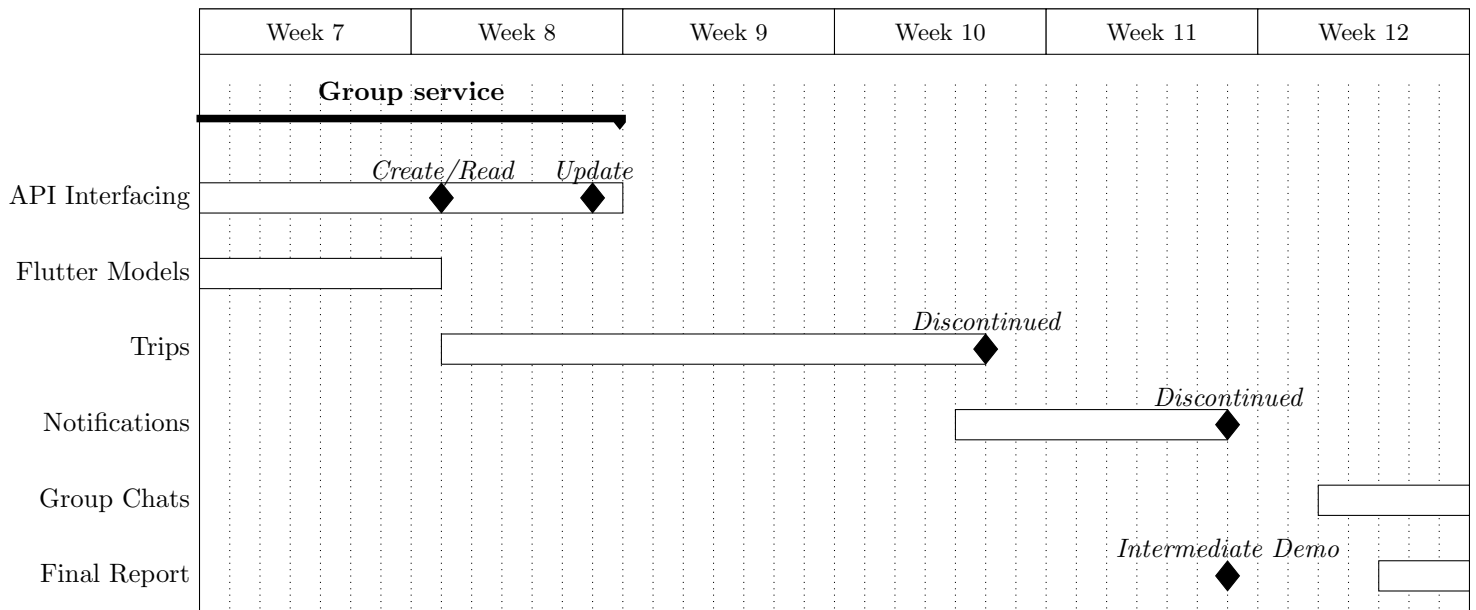 Week 7 Week 8 Week 9 Week 10 Week 11 Week 12
Group service
Create/Read Update
API Interfacing
Flutter Models
Discontinued
Trips
Discontinued
Notifications
Group Chats
Intermediate Demo
Final Report